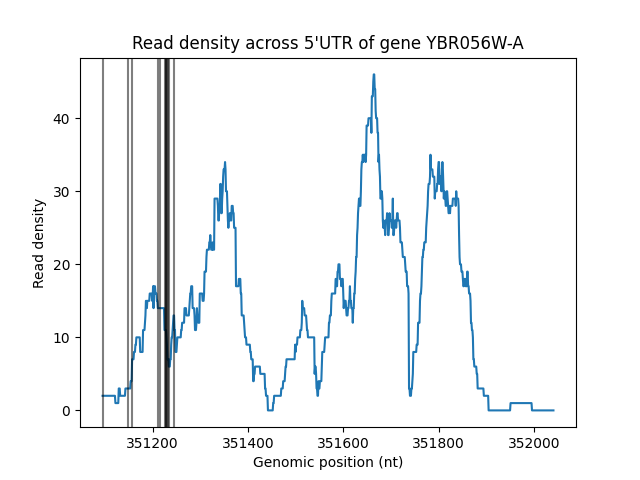 Read density across 5'UTR of gene YBR056W-A
Read density
40
30
20
10
0
351200 351400 351600 351800 352000
Genomic position (nt)